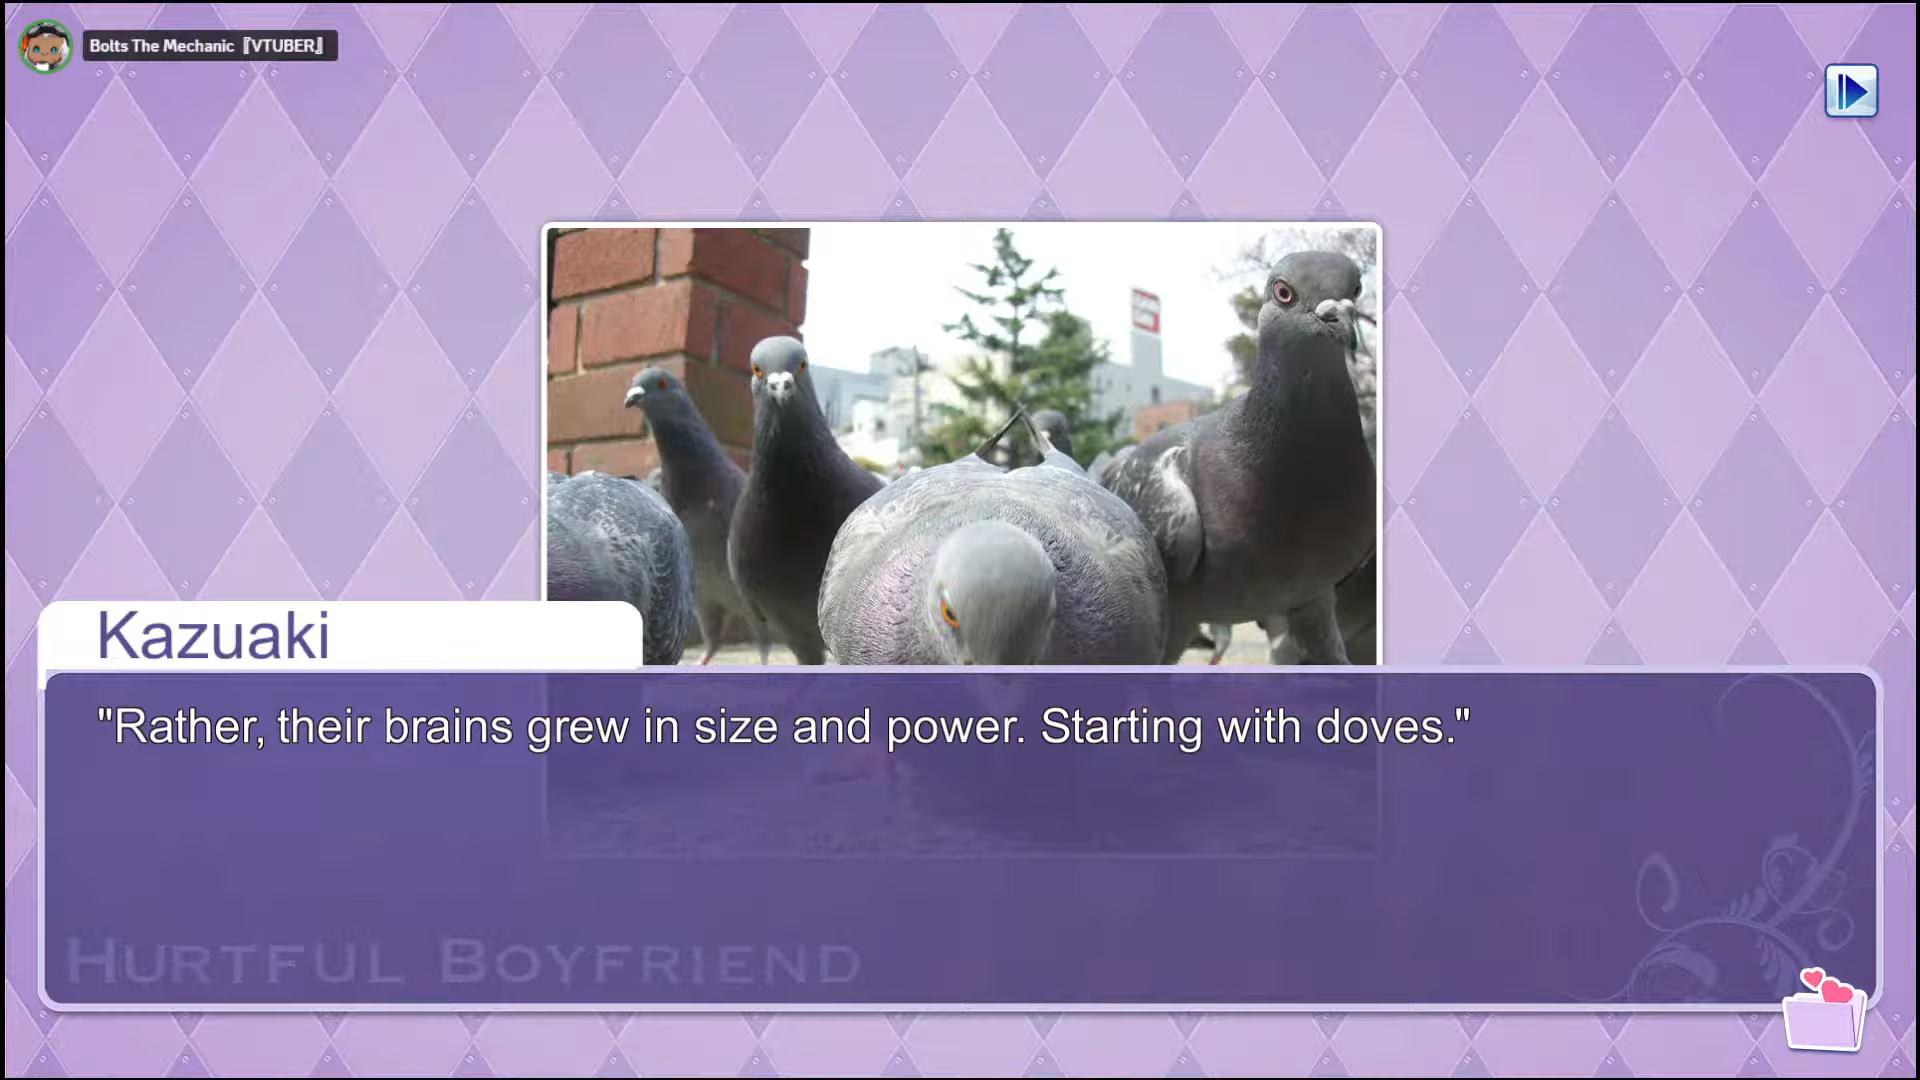 Bolts The Mechanic『VTUBER』
Kazuaki
"Rather, their brains grew in size and power. Starting with doves."
HURTFUL BOYFRIEND